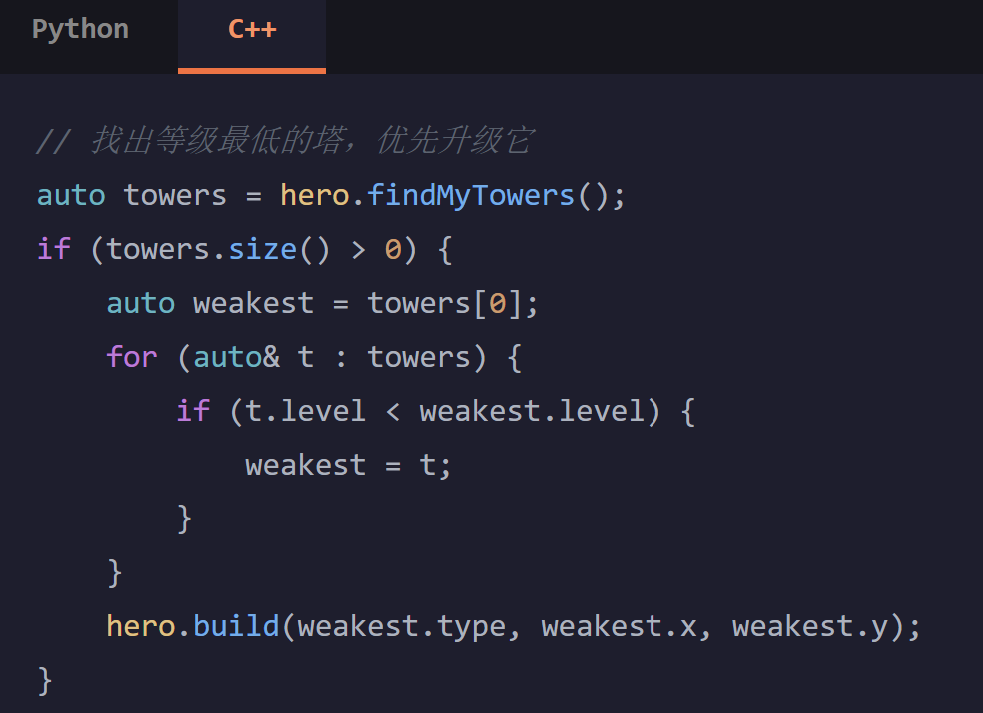 Python C++
// 找出等级最低的塔，优先升级它
auto towers = hero.findMyTowers();
if (towers.size() > 0) {
    auto weakest = towers[0];
    for (auto& t : towers) {
        if (t.level < weakest.level) {
            weakest = t;
        }
    }
    hero.build(weakest.type, weakest.x, weakest.y);
}